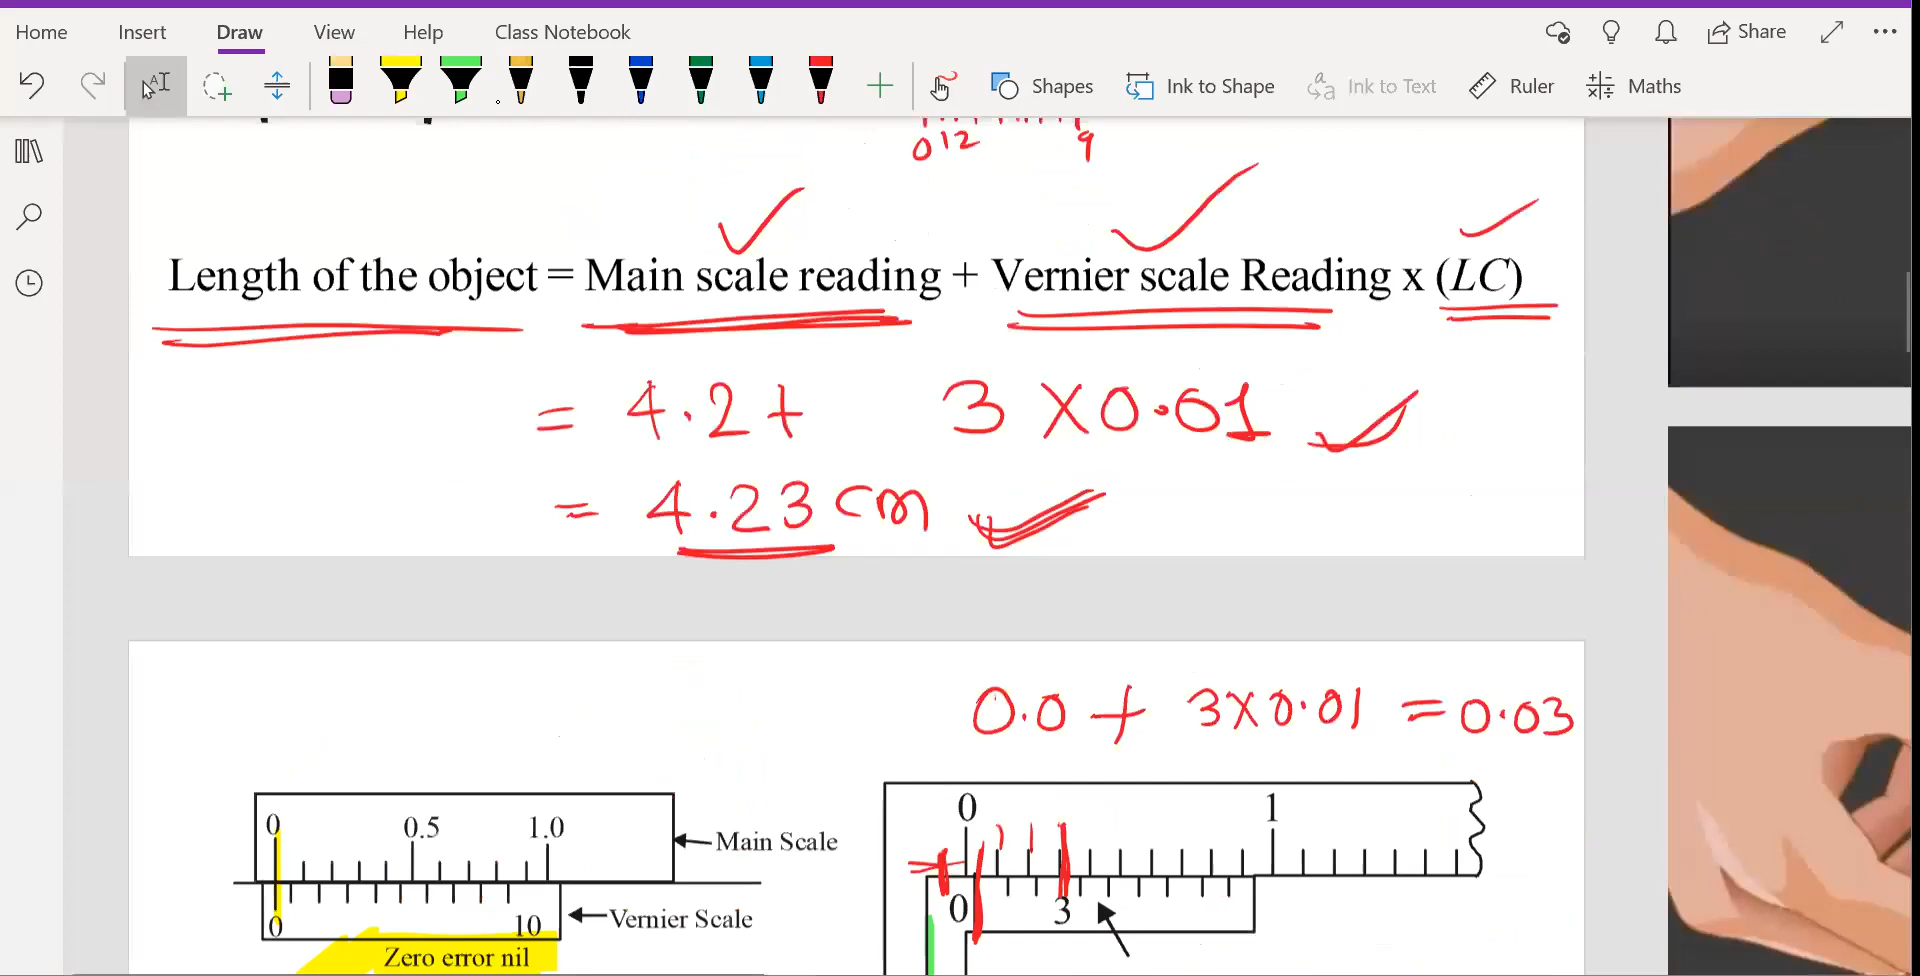 Home Insert Draw View Help Class Notebook Share
Shapes Ink to Shape Ink to Text Ruler Maths
0 1 2 9
Length of the object = Main scale reading + Vernier scale Reading x (LC)
= 4.2 + 3 X 0.01
= 4.23 cm
0.0 + 3X0.01 = 0.03
0 0.5 1.0
Main Scale
0 10
Vernier Scale
Zero error nil
0 1
0 3